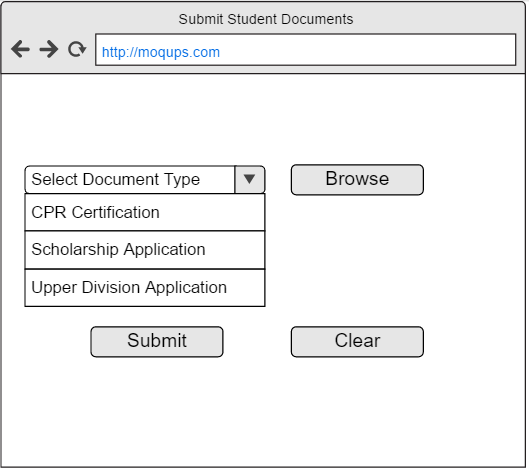 Submit Student Documents
http://moqups.com
Select Document Type
Browse
CPR Certification
Scholarship Application
Upper Division Application
Submit
Clear